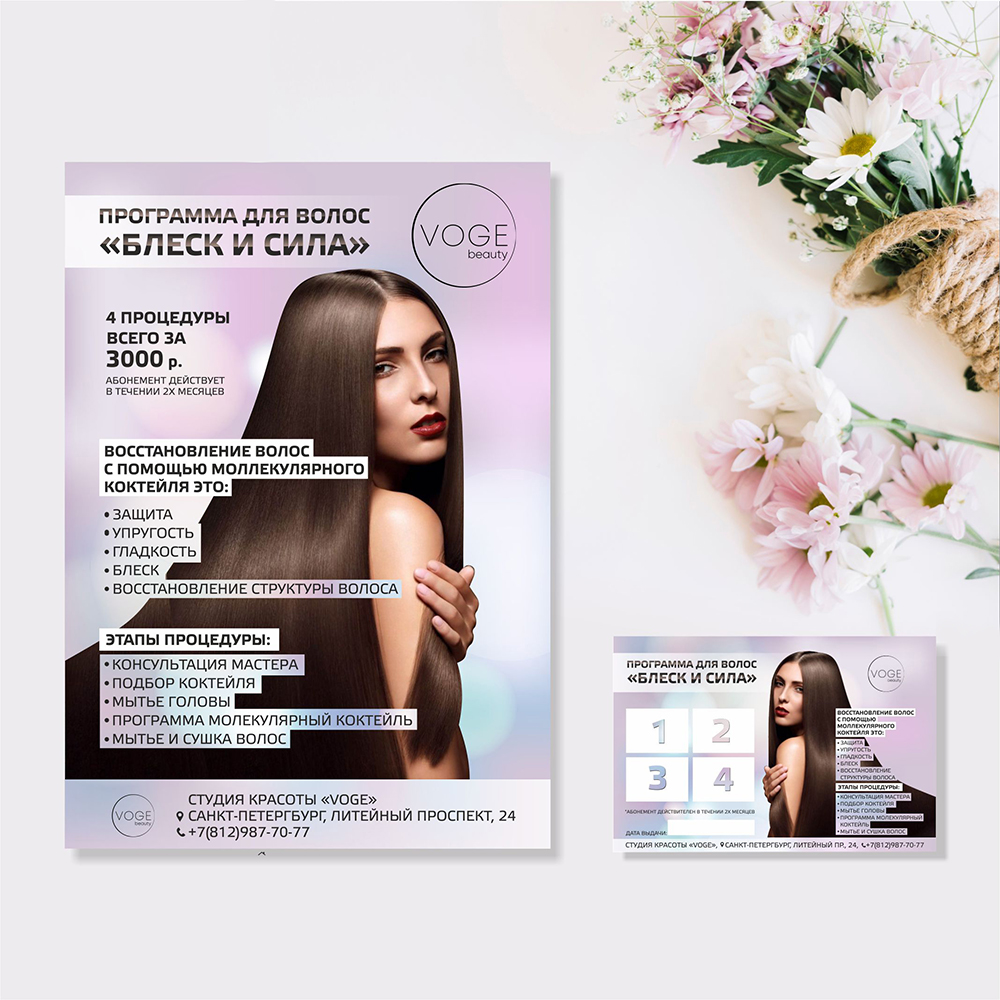 ПРОГРАММА ДЛЯ ВОЛОС
«БЛЕСК И СИЛА»
VOGE
beauty
4 ПРОЦЕДУРЫ
ВСЕГО ЗА
3000 р.
АБОНЕМЕНТ ДЕЙСТВУЕТ
В ТЕЧЕНИИ 2Х МЕСЯЦЕВ
ВОССТАНОВЛЕНИЕ ВОЛОС
С ПОМОЩЬЮ МОЛЛЕКУЛЯРНОГО
КОКТЕЙЛЯ ЭТО:
• ЗАЩИТА
• УПРУГОСТЬ
• ГЛАДКОСТЬ
• БЛЕСК
• ВОССТАНОВЛЕНИЕ СТРУКТУРЫ ВОЛОСА
ЭТАПЫ ПРОЦЕДУРЫ:
• КОНСУЛЬТАЦИЯ МАСТЕРА
• ПОДБОР КОКТЕЙЛЯ
• МЫТЬЕ ГОЛОВЫ
• ПРОГРАММА МОЛЕКУЛЯРНЫЙ КОКТЕЙЛЬ
• МЫТЬЕ И СУШКА ВОЛОС
VOGE
beauty
СТУДИЯ КРАСОТЫ «VOGE»
САНКТ-ПЕТЕРБУРГ, ЛИТЕЙНЫЙ ПРОСПЕКТ, 24
+7(812)987-70-77
ПРОГРАММА ДЛЯ ВОЛОС
«БЛЕСК И СИЛА»
VOGE
beauty
1 2
3 4
*АБОНЕМЕНТ ДЕЙСТВИТЕЛЕН В ТЕЧЕНИИ 2Х МЕСЯЦЕВ
ДАТА ВЫДАЧИ:
ВОССТАНОВЛЕНИЕ ВОЛОС
С ПОМОЩЬЮ
МОЛЛЕКУЛЯРНОГО
КОКТЕЙЛЯ ЭТО:
• ЗАЩИТА
• УПРУГОСТЬ
• ГЛАДКОСТЬ
• БЛЕСК
• ВОССТАНОВЛЕНИЕ
СТРУКТУРЫ ВОЛОСА
ЭТАПЫ ПРОЦЕДУРЫ:
• КОНСУЛЬТАЦИЯ МАСТЕРА
• ПОДБОР КОКТЕЙЛЯ
• МЫТЬЕ ГОЛОВЫ
• ПРОГРАММА МОЛЕКУЛЯРНЫЙ
КОКТЕЙЛЬ
• МЫТЬЕ И СУШКА ВОЛОС
СТУДИЯ КРАСОТЫ «VOGE», САНКТ-ПЕТЕРБУРГ, ЛИТЕЙНЫЙ ПР., 24, +7(812)987-70-77